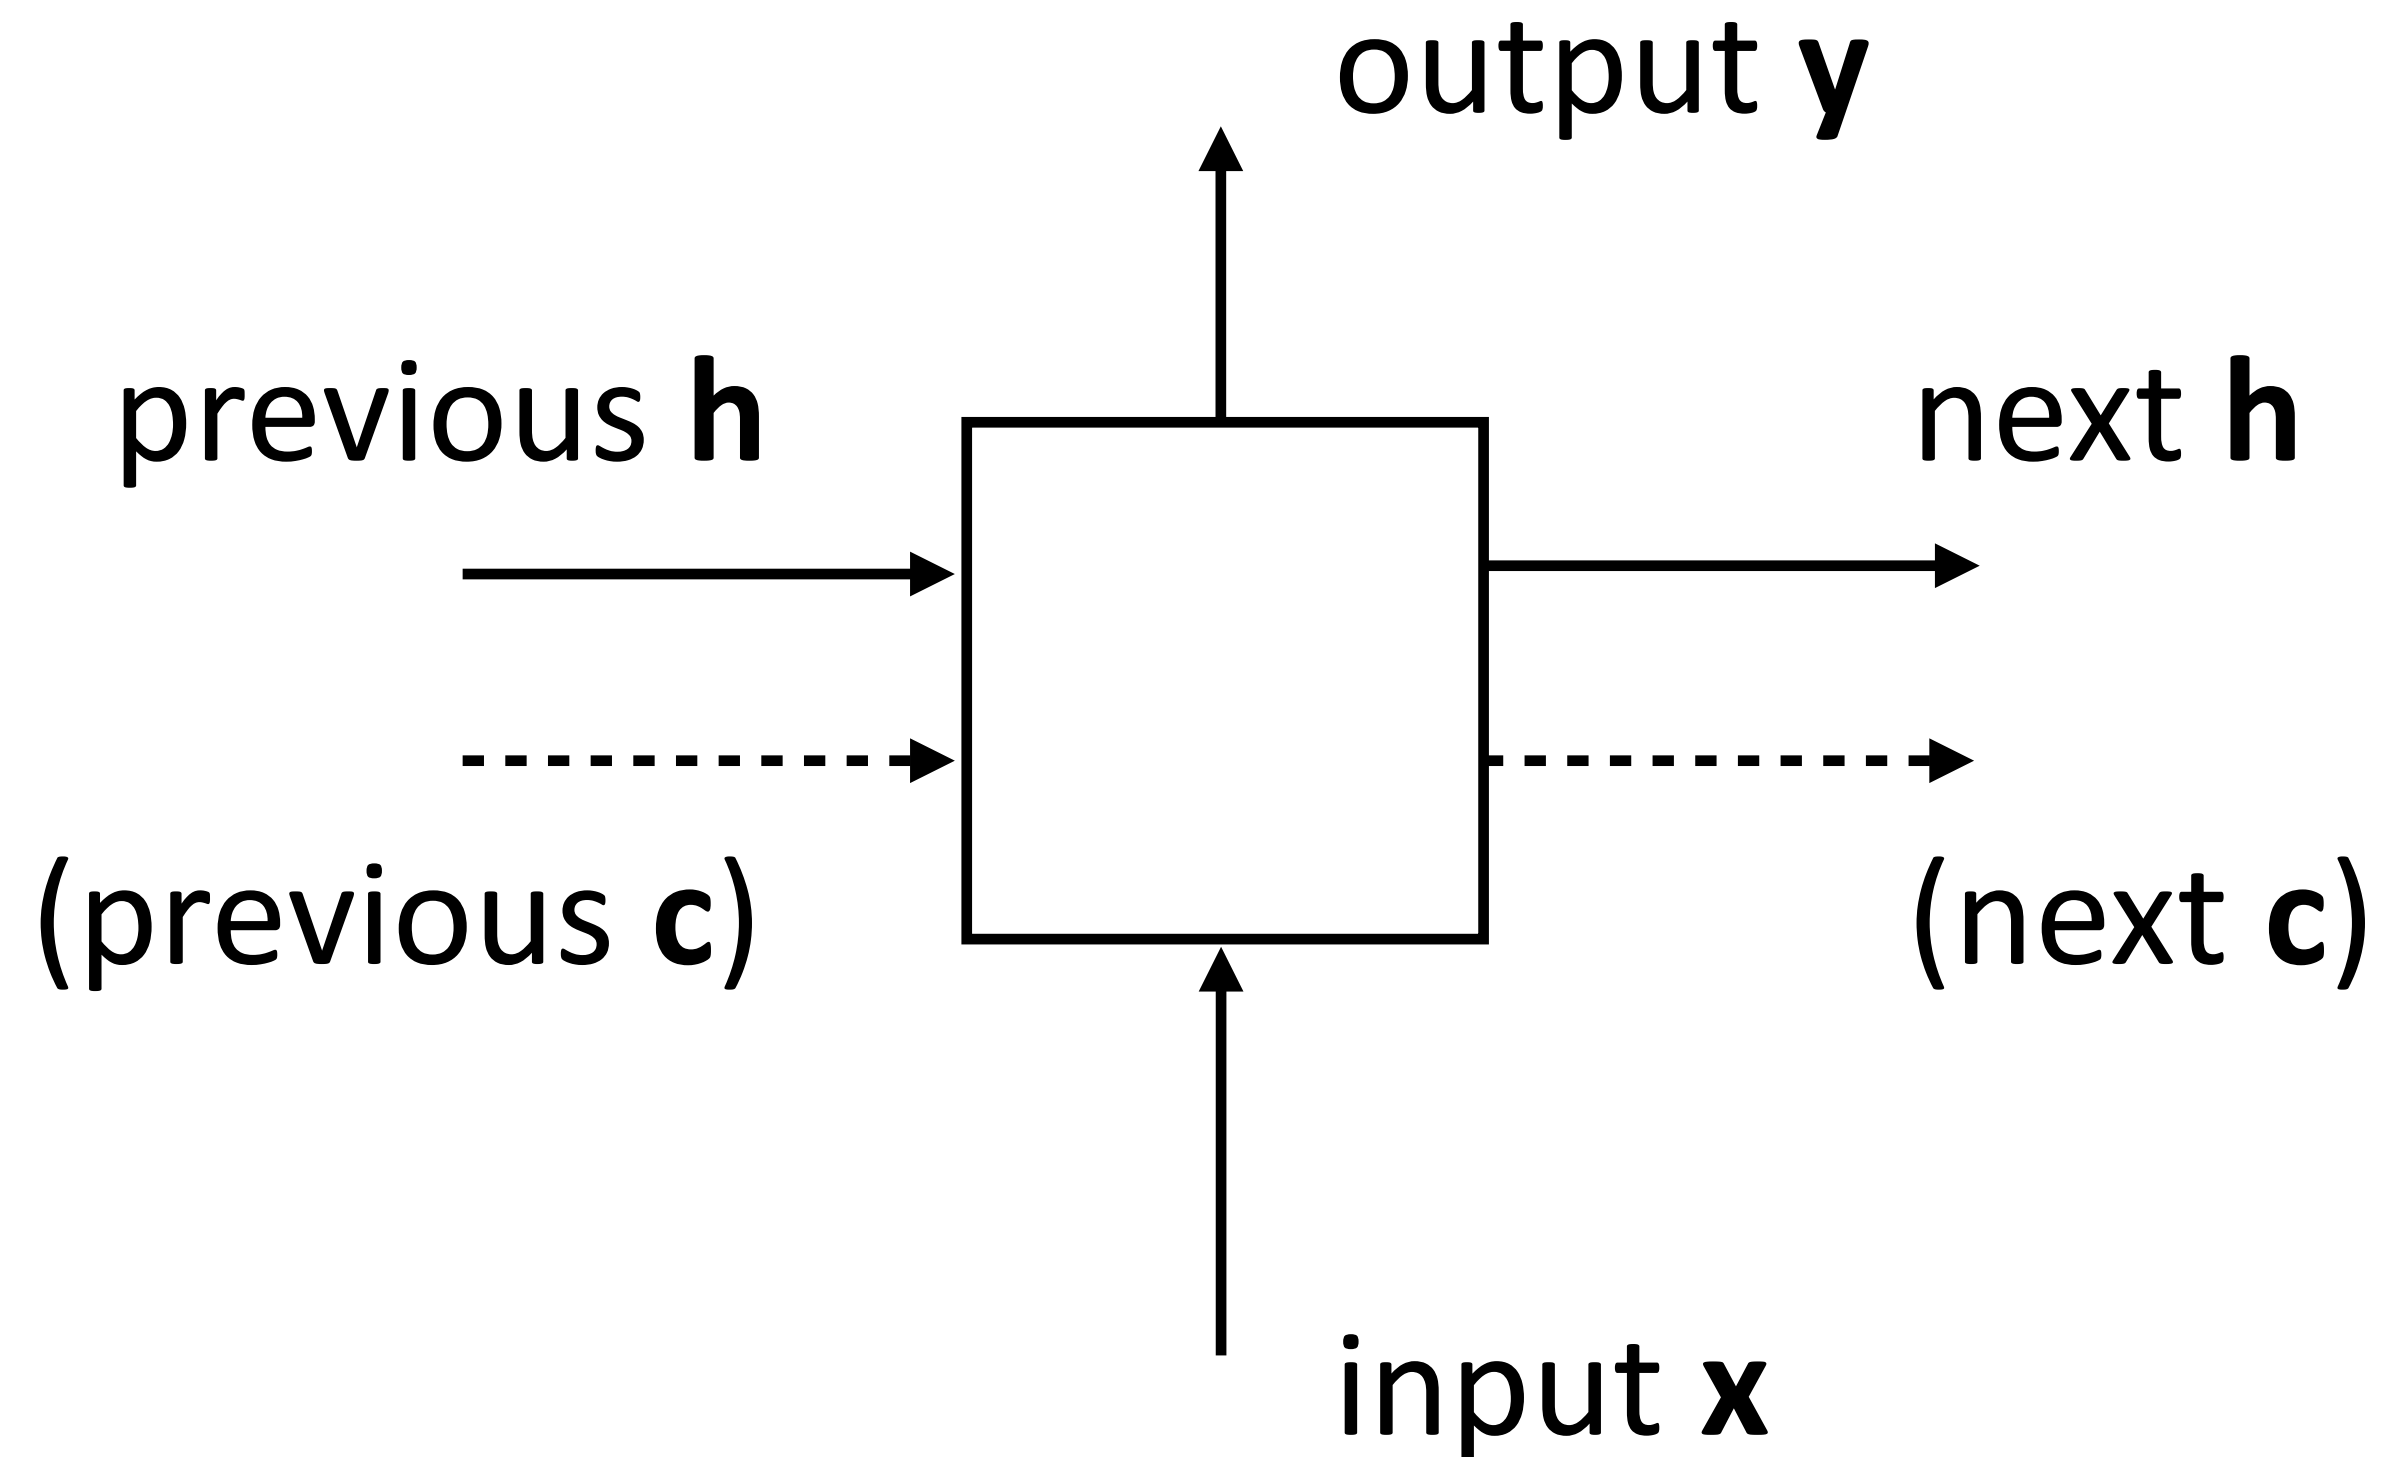 output y
previous h
next h
(previous c)
(next c)
input x